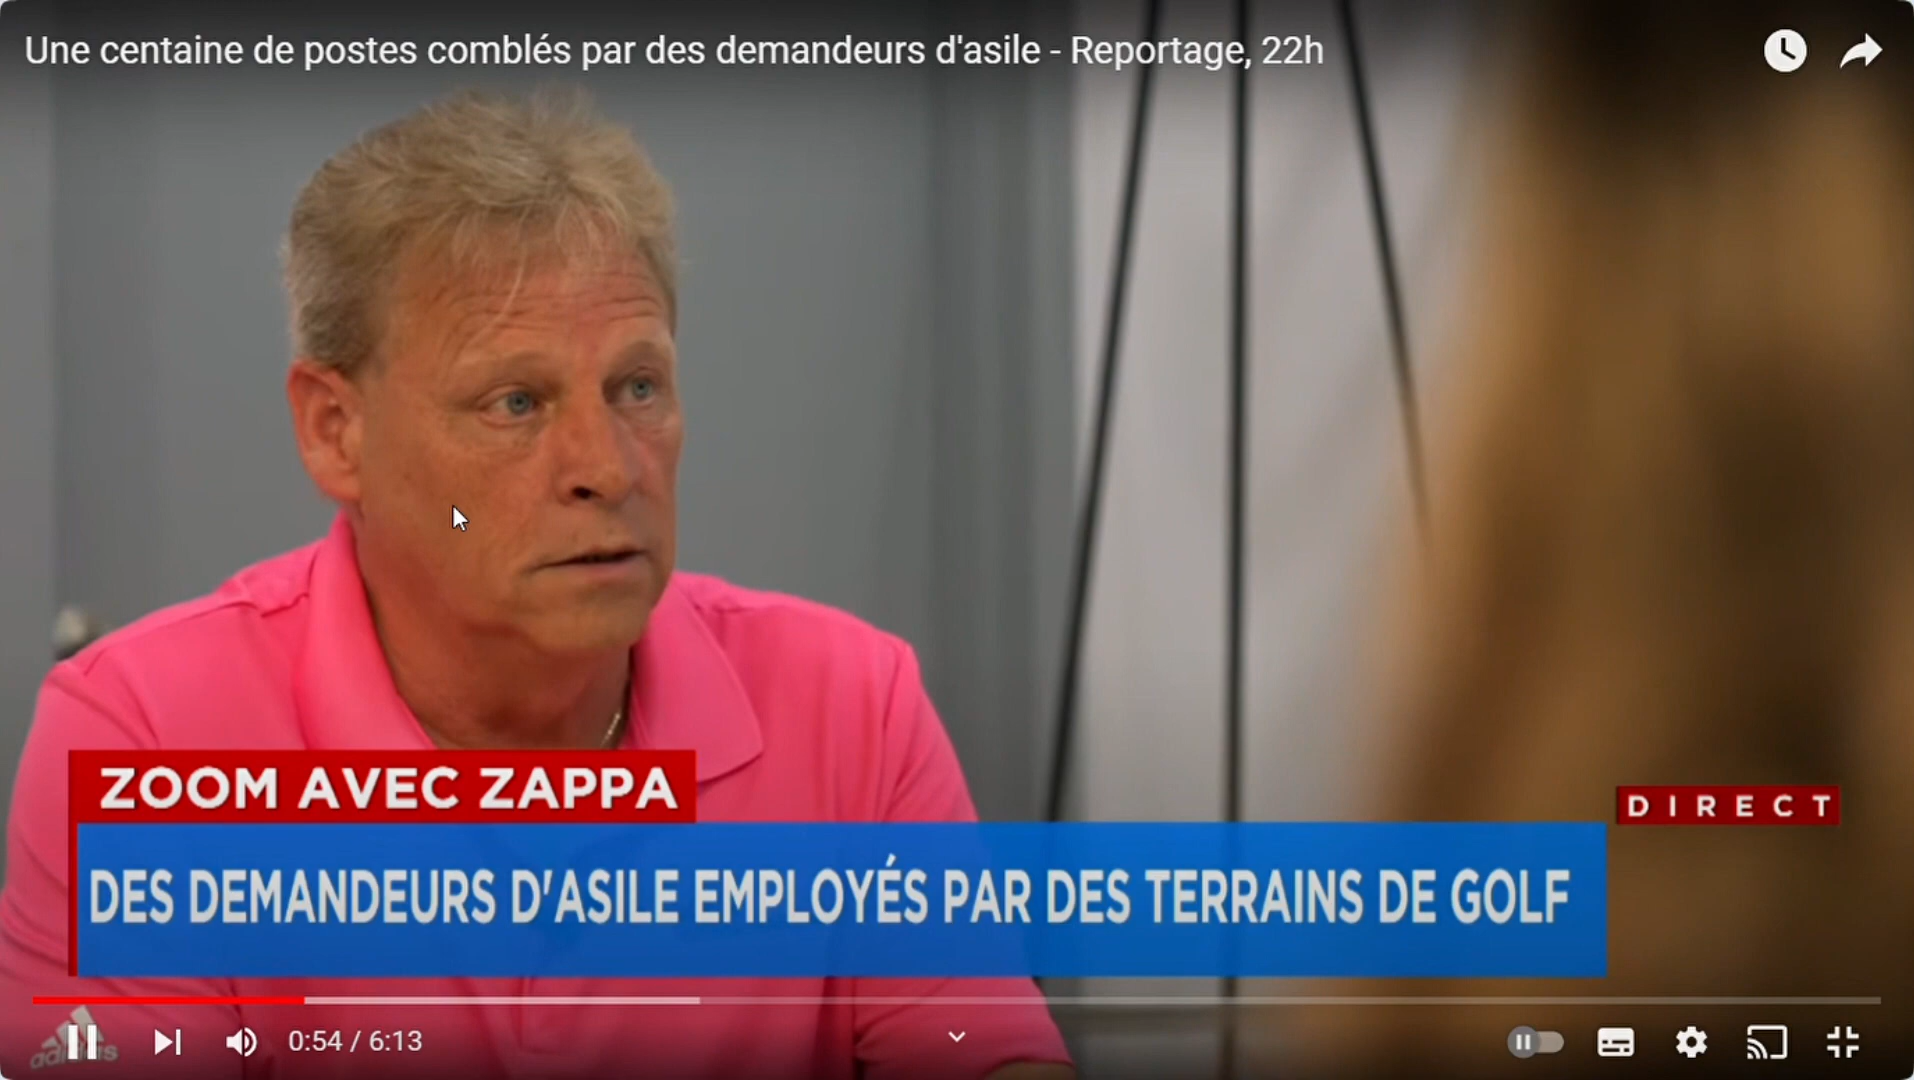 Une centaine de postes comblés par des demandeurs d'asile - Reportage, 22h
ZOOM AVEC ZAPPA
DIRECT
DES DEMANDEURS D'ASILE EMPLOYÉS PAR DES TERRAINS DE GOLF
adidas
0:54 / 6:13